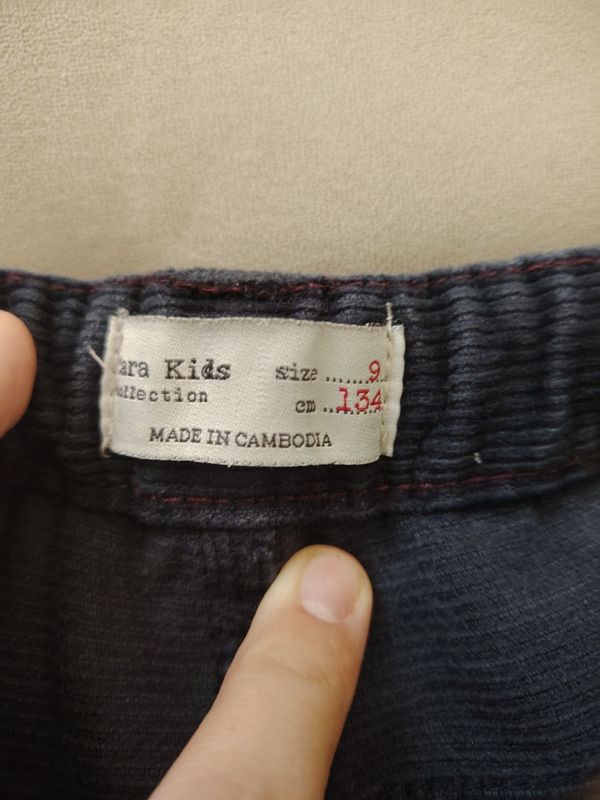 ara Kids size ......9
ollection cm ..134
MADE IN CAMBODIA